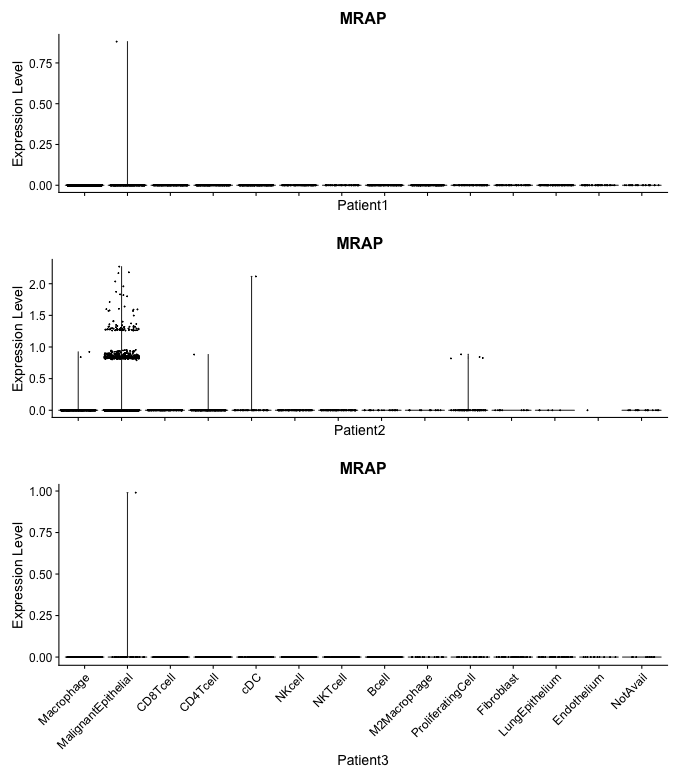 MRAP
Expression Level
0.75
0.50
0.25
0.00
Patient1
MRAP
Expression Level
2.0
1.5
1.0
0.5
0.0
Patient2
MRAP
Expression Level
1.00
0.75
0.50
0.25
0.00
Macrophage
MalignantEpithelial
CD8Tcell
CD4Tcell
cDC
NKcell
NKTcell
Bcell
M2Macrophage
ProliferatingCell
Fibroblast
LungEpithelium
Endothelium
NotAvail
Patient3